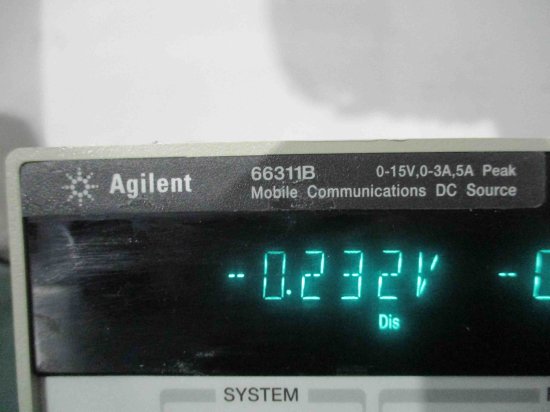 Agilent
66311B 0-15V,0-3A,5A Peak
Mobile Communications DC Source
-0.232V
Dis
SYSTEM